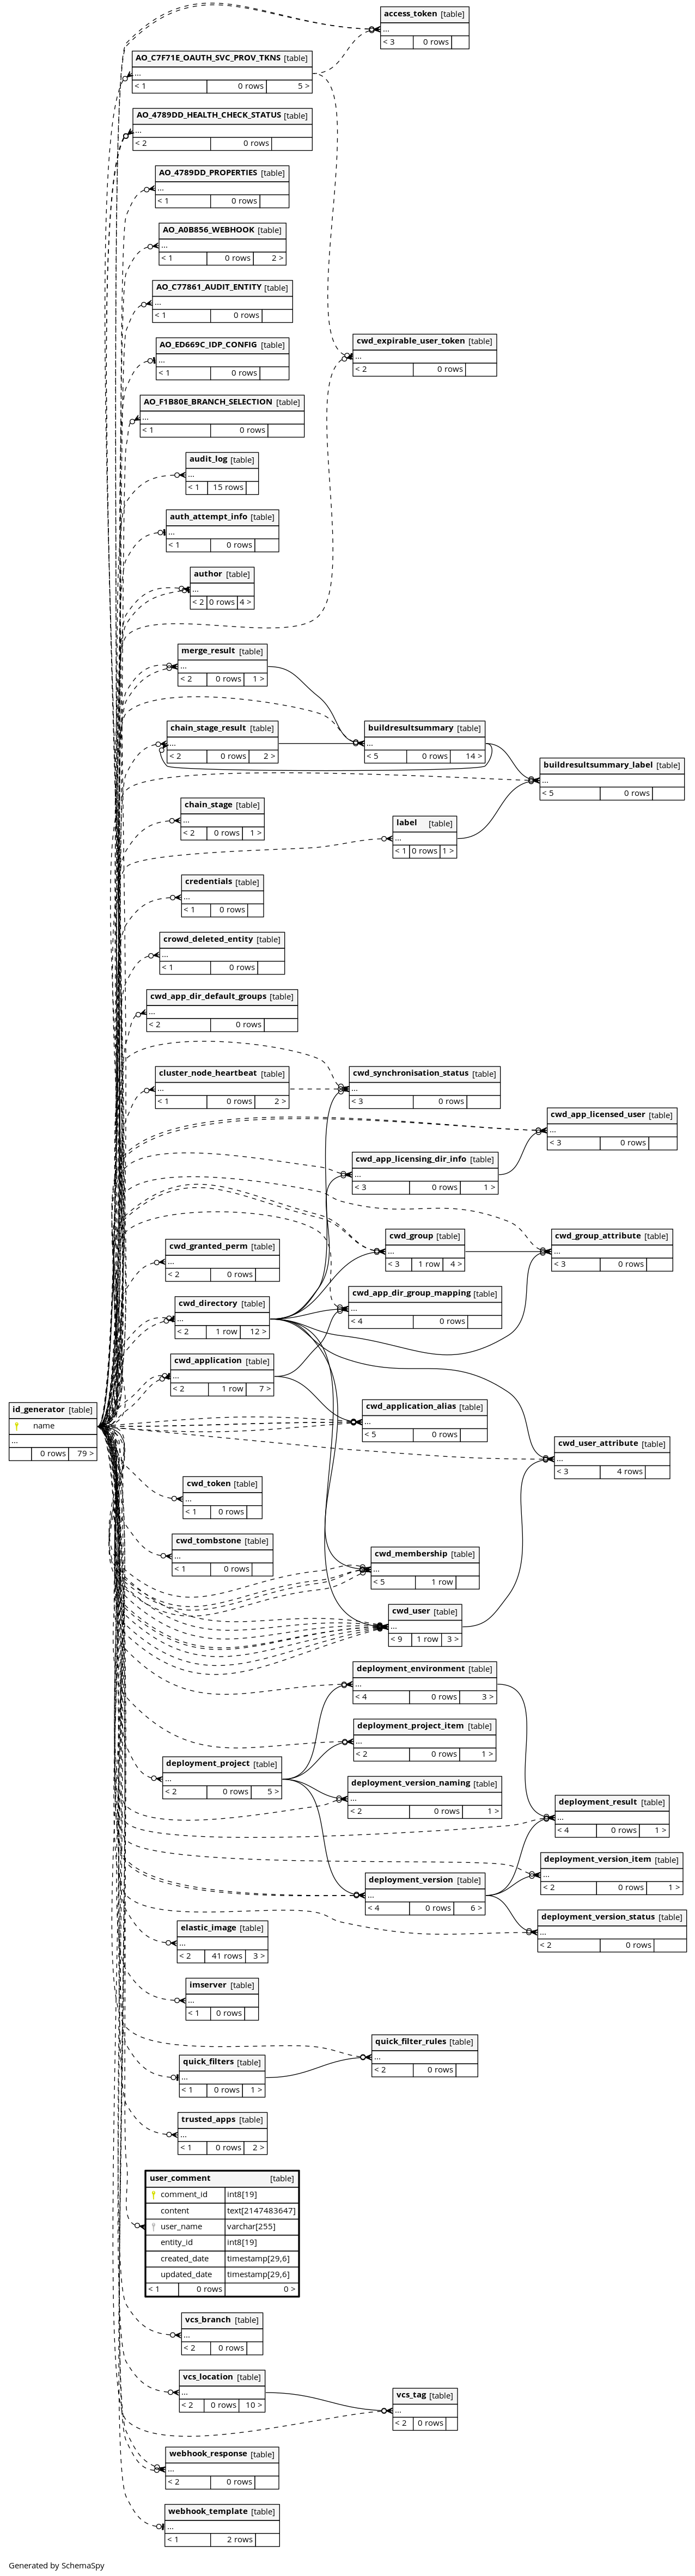 access_token [table]
...
< 3 0 rows
AO_C7F71E_OAUTH_SVC_PROV_TKNS [table]
...
< 1 0 rows 5 >
AO_4789DD_HEALTH_CHECK_STATUS [table]
...
< 2 0 rows
AO_4789DD_PROPERTIES [table]
...
< 1 0 rows
AO_A0B856_WEBHOOK [table]
...
< 1 0 rows 2 >
AO_C77861_AUDIT_ENTITY [table]
...
< 1 0 rows
AO_ED669C_IDP_CONFIG [table]
...
< 1 0 rows
cwd_expirable_user_token [table]
...
< 2 0 rows
AO_F1B80E_BRANCH_SELECTION [table]
...
< 1 0 rows
audit_log [table]
...
< 1 15 rows
auth_attempt_info [table]
...
< 1 0 rows
author [table]
...
< 2 0 rows 4 >
merge_result [table]
...
< 2 0 rows 1 >
chain_stage_result [table]
...
< 2 0 rows 2 >
buildresultsummary [table]
...
< 5 0 rows 14 >
buildresultsummary_label [table]
...
< 5 0 rows
chain_stage [table]
...
< 2 0 rows 1 >
label [table]
...
< 1 0 rows 1 >
credentials [table]
...
< 1 0 rows
crowd_deleted_entity [table]
...
< 1 0 rows
cwd_app_dir_default_groups [table]
...
< 2 0 rows
cluster_node_heartbeat [table]
...
< 1 0 rows 2 >
cwd_synchronisation_status [table]
...
< 3 0 rows
cwd_app_licensed_user [table]
...
< 3 0 rows
cwd_app_licensing_dir_info [table]
...
< 3 0 rows 1 >
cwd_granted_perm [table]
...
< 2 0 rows
cwd_group [table]
...
< 3 1 row 4 >
cwd_group_attribute [table]
...
< 3 0 rows
cwd_directory [table]
...
< 2 1 row 12 >
cwd_app_dir_group_mapping [table]
...
< 4 0 rows
cwd_application [table]
...
< 2 1 row 7 >
id_generator [table]
name
...
0 rows 79 >
cwd_application_alias [table]
...
< 5 0 rows
cwd_user_attribute [table]
...
< 3 4 rows
cwd_token [table]
...
< 1 0 rows
cwd_tombstone [table]
...
< 1 0 rows
cwd_membership [table]
...
< 5 1 row
cwd_user [table]
...
< 9 1 row 3 >
deployment_environment [table]
...
< 4 0 rows 3 >
deployment_project_item [table]
...
< 2 0 rows 1 >
deployment_project [table]
...
< 2 0 rows 5 >
deployment_version_naming [table]
...
< 2 0 rows 1 >
deployment_result [table]
...
< 4 0 rows 1 >
deployment_version_item [table]
...
< 2 0 rows 1 >
deployment_version [table]
...
< 4 0 rows 6 >
deployment_version_status [table]
...
< 2 0 rows
elastic_image [table]
...
< 2 41 rows 3 >
imserver [table]
...
< 1 0 rows
quick_filter_rules [table]
...
< 2 0 rows
quick_filters [table]
...
< 1 0 rows 1 >
trusted_apps [table]
...
< 1 0 rows 2 >
user_comment [table]
comment_id int8[19]
content text[2147483647]
user_name varchar[255]
entity_id int8[19]
created_date timestamp[29,6]
updated_date timestamp[29,6]
< 1 0 rows 0 >
vcs_branch [table]
...
< 2 0 rows
vcs_location [table]
...
< 2 0 rows 10 >
vcs_tag [table]
...
< 2 0 rows
webhook_response [table]
...
< 2 0 rows
webhook_template [table]
...
< 1 2 rows
Generated by SchemaSpy